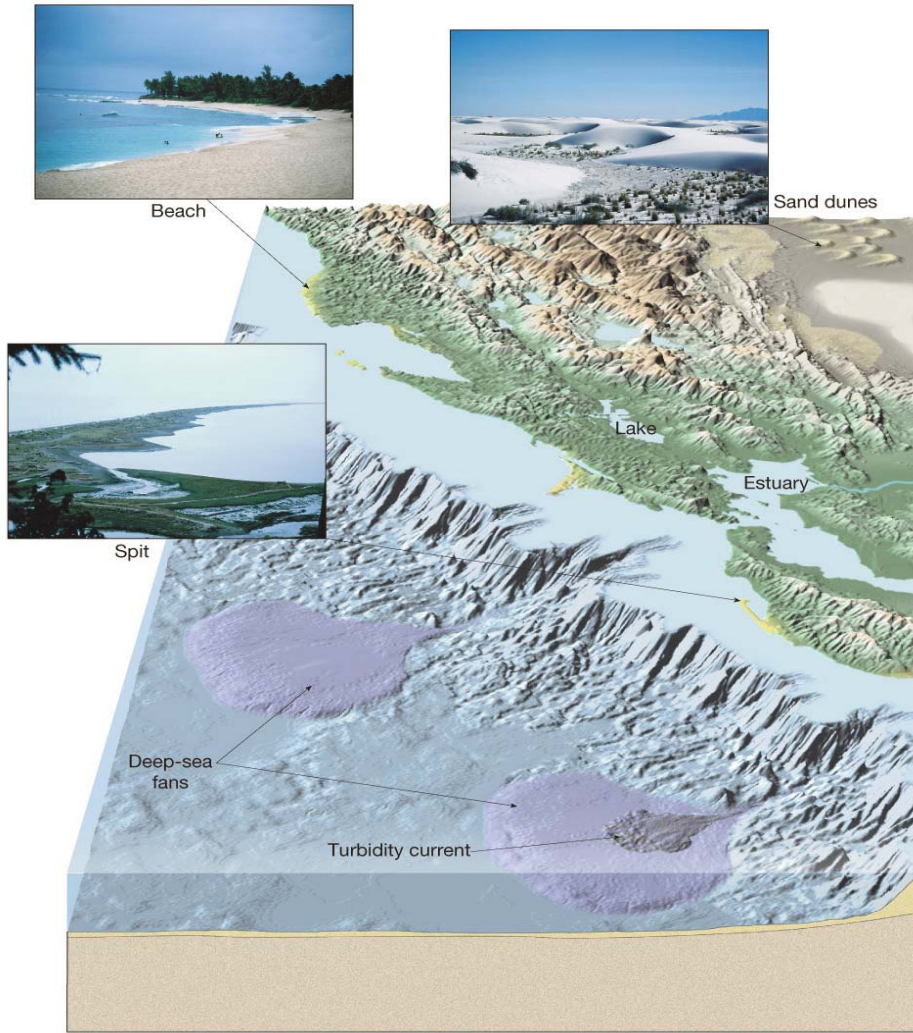 Beach
Sand dunes
Lake
Estuary
Spit
Deep-sea
fans
Turbidity current